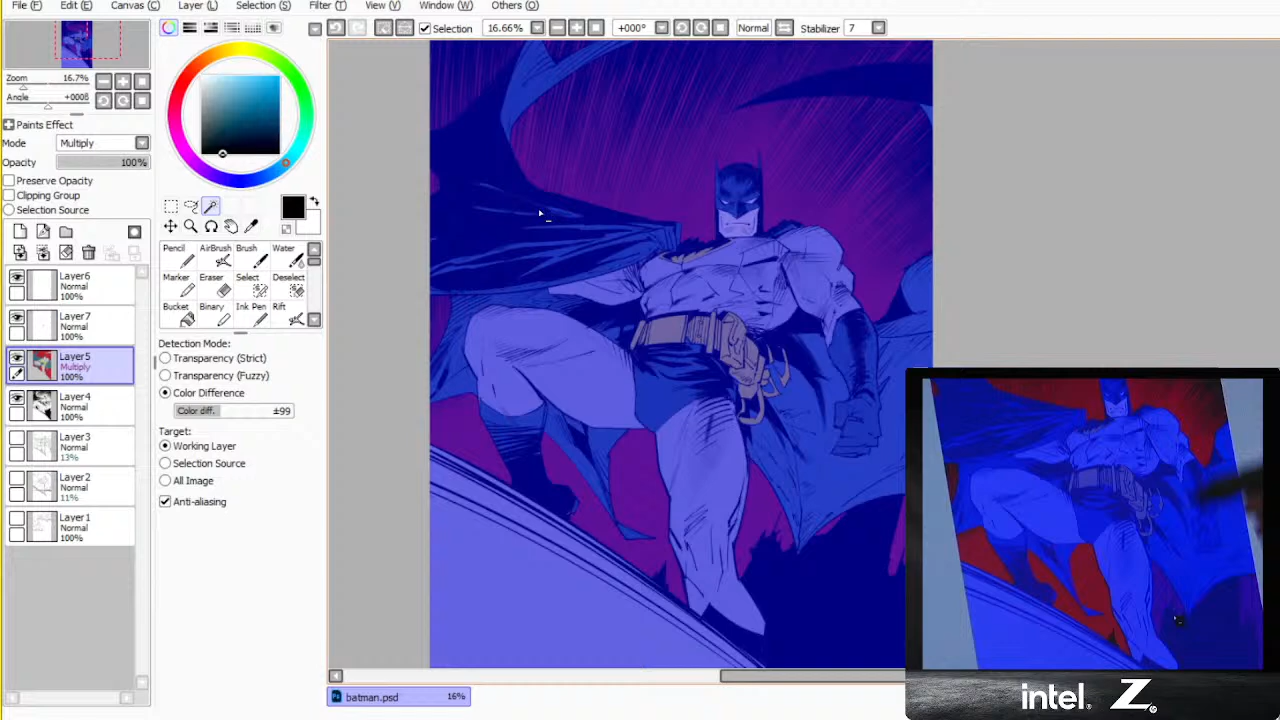 File (F) Edit (E) Canvas (C) Layer (L) Selection (S) Filter (T) View (V) Window (W) Others (O)
Selection 16.66% +000° Normal Stabilizer 7
Zoom 16.7%
Angle +000§
Paints Effect
Mode Multiply
Opacity 100%
Preserve Opacity
Clipping Group
Selection Source
Layer6
Normal
100%
Layer7
Normal
100%
Layer5
Multiply
100%
Layer4
Normal
100%
Layer3
Normal
13%
Layer2
Normal
11%
Layer1
Normal
100%
Pencil AirBrush Brush Water
Marker Eraser Select Deselect
Bucket Binary Ink Pen Rift
Detection Mode:
Transparency (Strict)
Transparency (Fuzzy)
Color Difference
Color diff. ±99
Target:
Working Layer
Selection Source
All Image
Anti-aliasing
batman.psd 16%
intel. Z